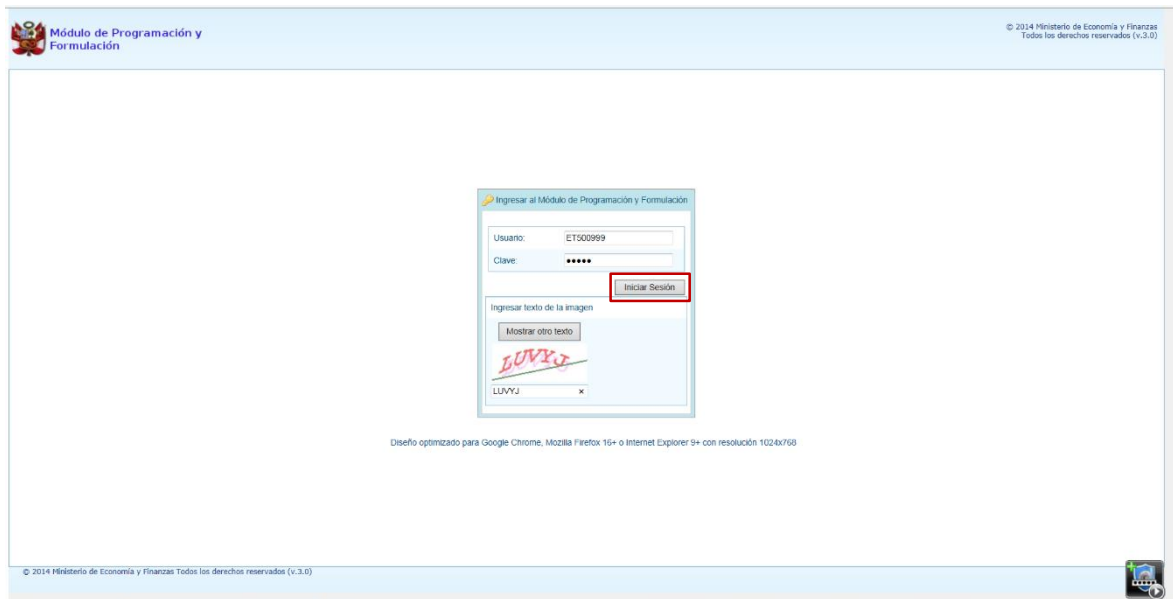 Módulo de Programación y
Formulación
© 2014 Ministerio de Economía y Finanzas
Todos los derechos reservados (v.3.0)
Ingresar al Módulo de Programación y Formulación
Usuario: ET500999
Clave: •••••
Iniciar Sesión
Ingresar texto de la imagen
Mostrar otro texto
LUVYJ
LUVYJ ×
Diseño optimizado para Google Chrome, Mozilla Firefox 16+ o Internet Explorer 9+ con resolución 1024x768
© 2014 Ministerio de Economía y Finanzas Todos los derechos reservados (v.3.0)